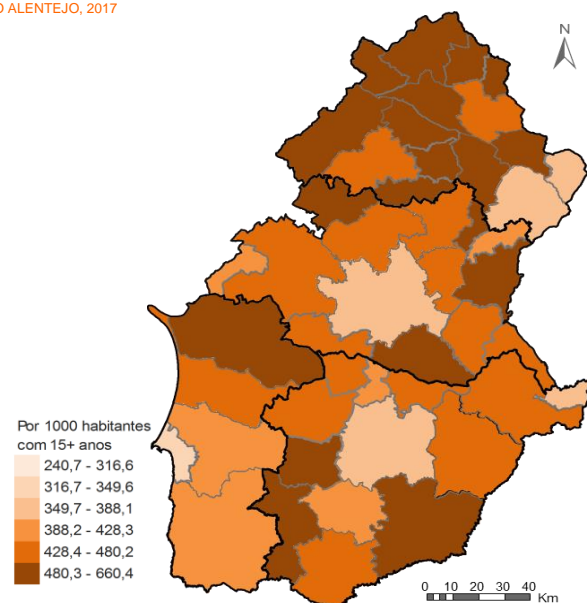 O ALENTEJO, 2017
N
Por 1000 habitantes
com 15+ anos
240,7 - 316,6
316,7 - 349,6
349,7 - 388,1
388,2 - 428,3
428,4 - 480,2
480,3 - 660,4
0 10 20 30 40
Km